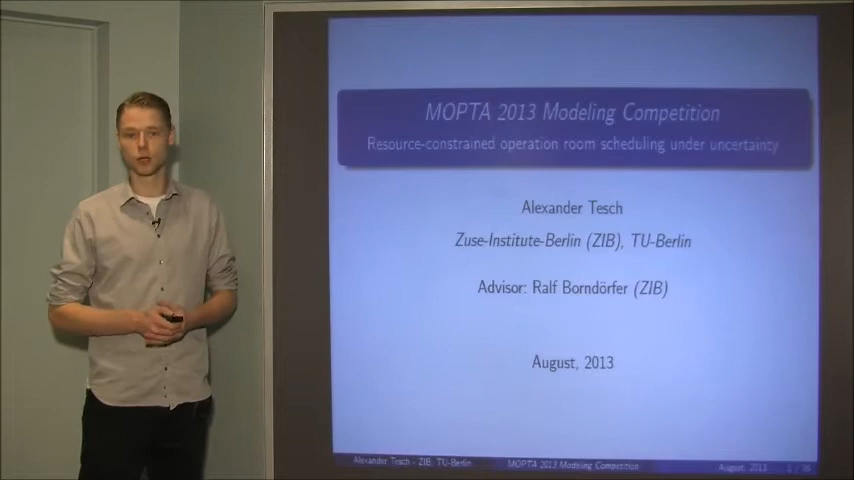 MOPTA 2013 Modeling Competition
Resource-constrained operation room scheduling under uncertainty
Alexander Tesch
Zuse-Institute-Berlin (ZIB), TU-Berlin
Advisor: Ralf Borndörfer (ZIB)
August, 2013
Alexander Tesch - ZIB, TU-Berlin MOPTA 2013 Modeling Competition August, 2013